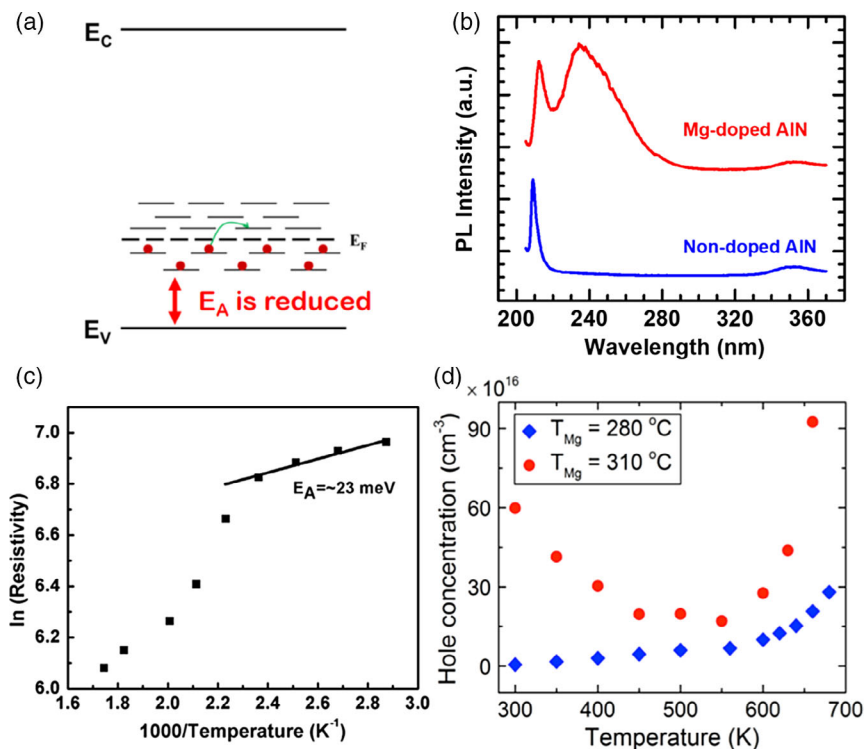 (a)
E_C
E_F
E_A is reduced
E_V
(b)
PL Intensity (a.u.)
Mg-doped AlN
Non-doped AlN
200 240 280 320 360
Wavelength (nm)
(c)
ln (Resistivity)
7.0
6.8
6.6
6.4
6.2
6.0
E_A=~23 meV
1.6 1.8 2.0 2.2 2.4 2.6 2.8 3.0
1000/Temperature (K⁻¹)
(d)
× 10¹⁶
Hole concentration (cm⁻³)
90
60
30
0
T_Mg = 280 °C
T_Mg = 310 °C
300 400 500 600 700
Temperature (K)